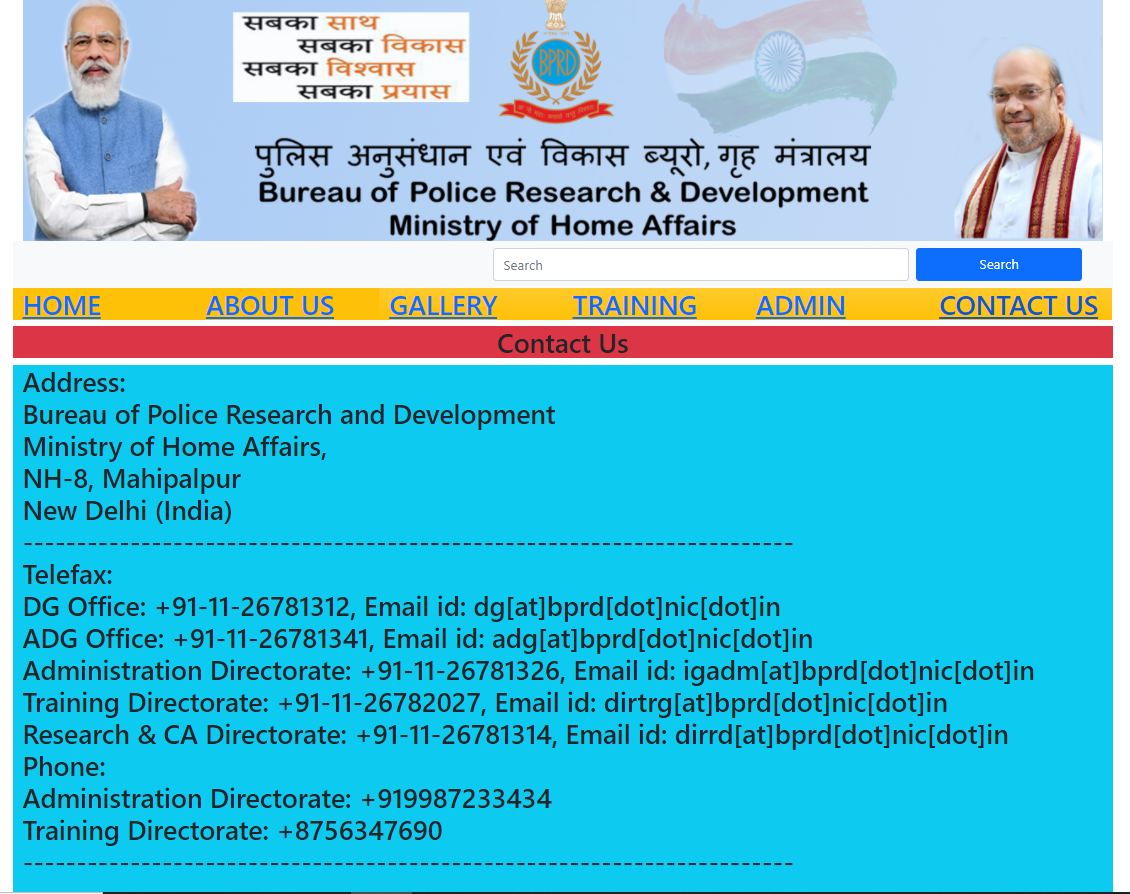 सबका साथ
सबका विकास
सबका विश्वास
सबका प्रयास
BPRD
पुलिस अनुसंधान एवं विकास ब्यूरो, गृह मंत्रालय
Bureau of Police Research & Development
Ministry of Home Affairs
Search Search
HOME ABOUT US GALLERY TRAINING ADMIN CONTACT US
Contact Us
Address:
Bureau of Police Research and Development
Ministry of Home Affairs,
NH-8, Mahipalpur
New Delhi (India)
------------------------------------------------------------------------
Telefax:
DG Office: +91-11-26781312, Email id: dg[at]bprd[dot]nic[dot]in
ADG Office: +91-11-26781341, Email id: adg[at]bprd[dot]nic[dot]in
Administration Directorate: +91-11-26781326, Email id: igadm[at]bprd[dot]nic[dot]in
Training Directorate: +91-11-26782027, Email id: dirtrg[at]bprd[dot]nic[dot]in
Research & CA Directorate: +91-11-26781314, Email id: dirrd[at]bprd[dot]nic[dot]in
Phone:
Administration Directorate: +919987233434
Training Directorate: +8756347690
------------------------------------------------------------------------